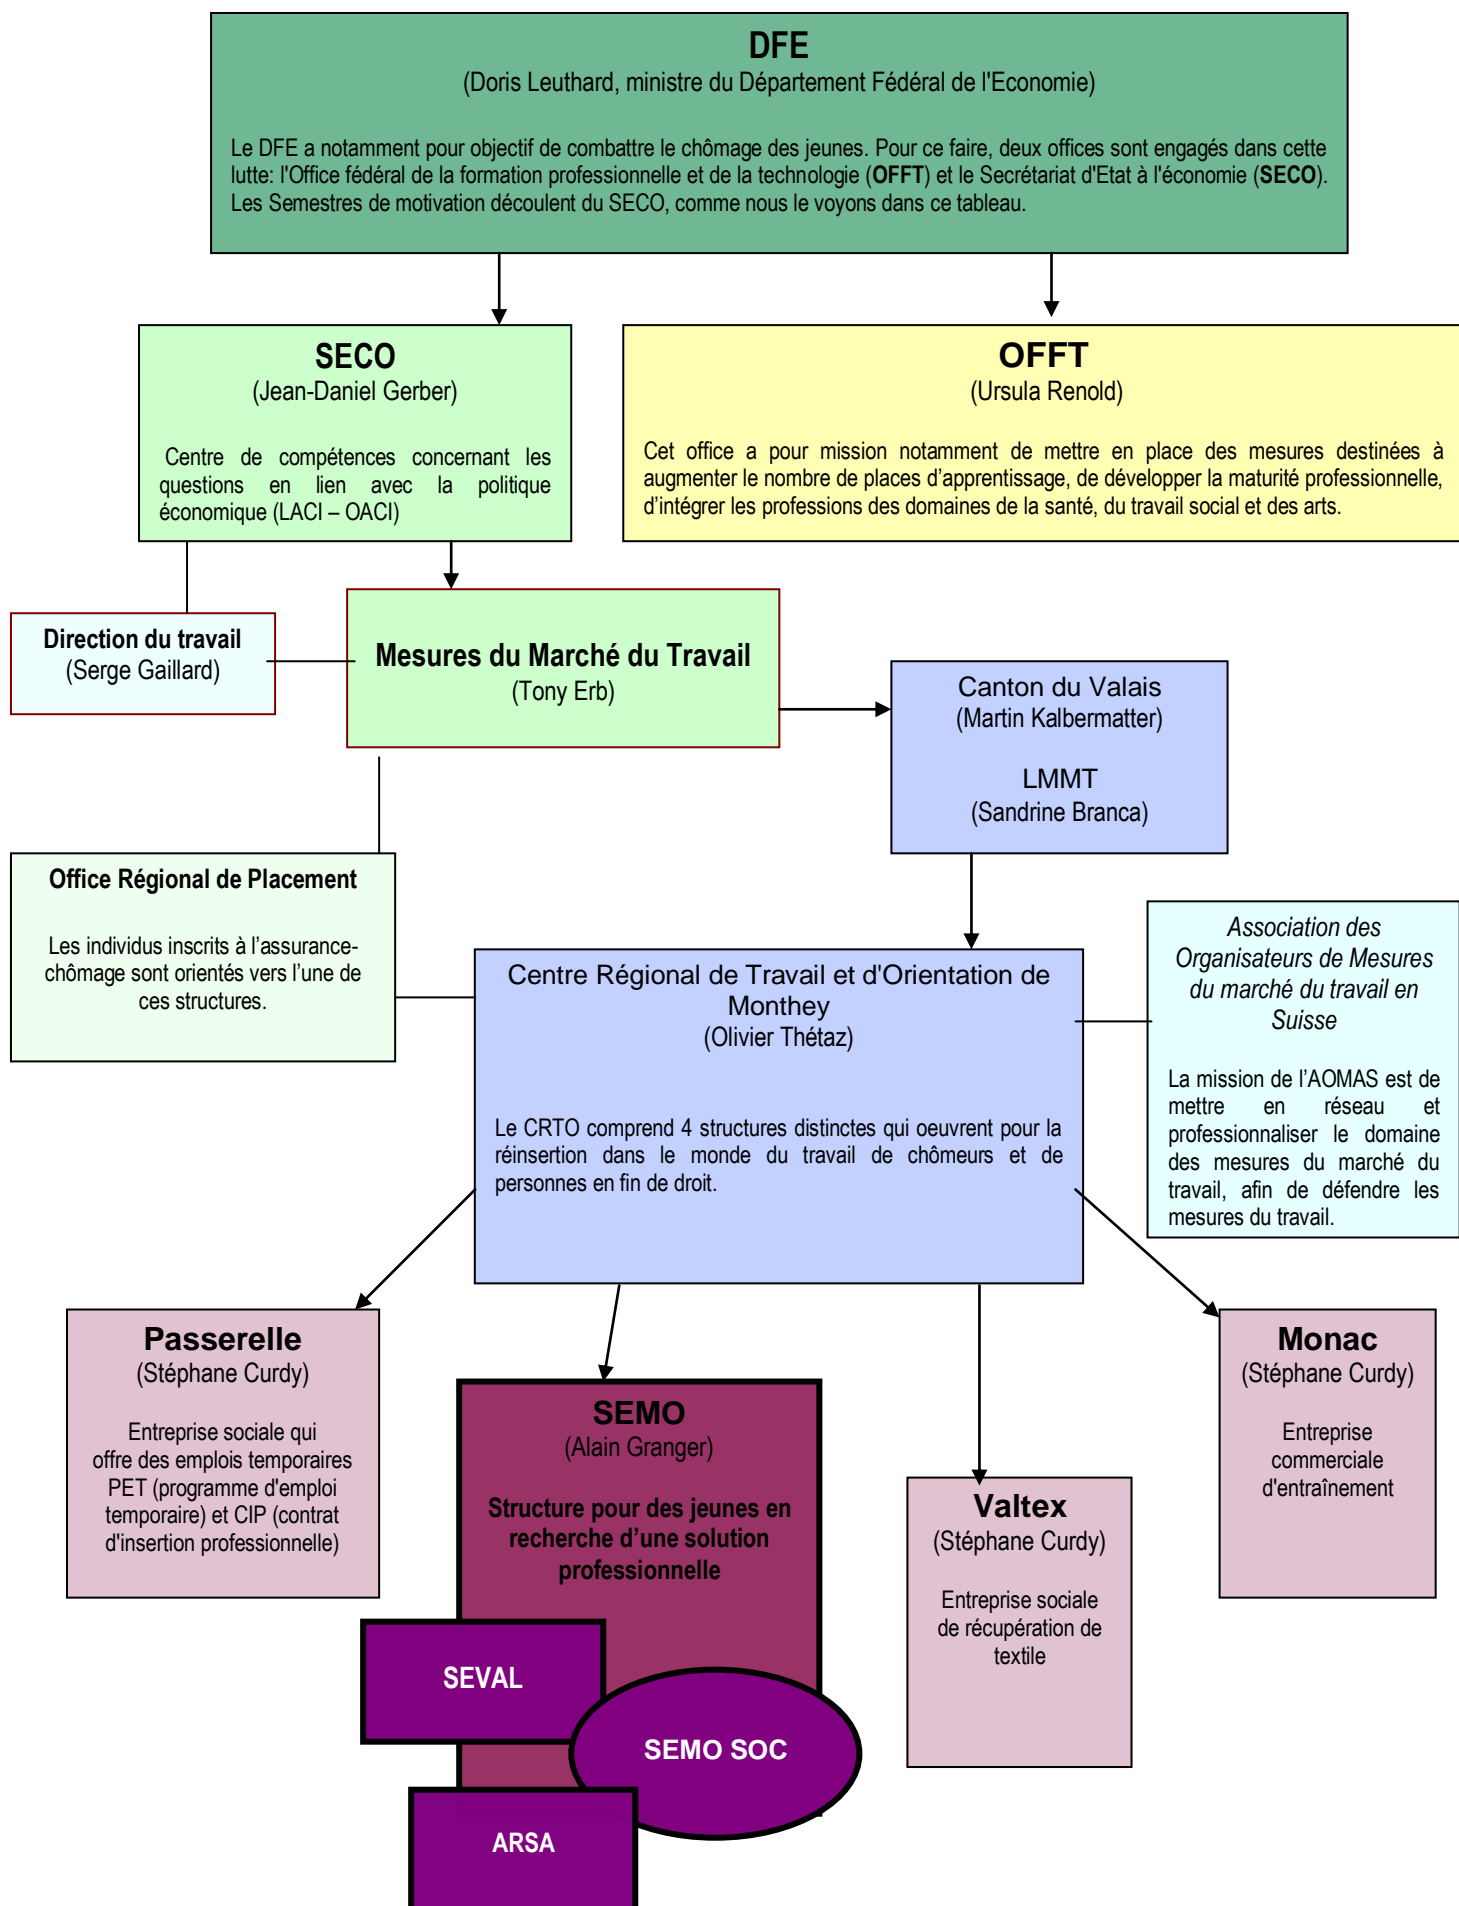 DFE
(Doris Leuthard, ministre du Département Fédéral de l'Economie)
Le DFE a notamment pour objectif de combattre le chômage des jeunes. Pour ce faire, deux offices sont engagés dans cette
lutte: l'Office fédéral de la formation professionnelle et de la technologie (OFFT) et le Secrétariat d'Etat à l'économie (SECO).
Les Semestres de motivation découlent du SECO, comme nous le voyons dans ce tableau.
SECO
(Jean-Daniel Gerber)
Centre de compétences concernant les
questions en lien avec la politique
économique (LACI – OACI)
OFFT
(Ursula Renold)
Cet office a pour mission notamment de mettre en place des mesures destinées à
augmenter le nombre de places d’apprentissage, de développer la maturité professionnelle,
d’intégrer les professions des domaines de la santé, du travail social et des arts.
Direction du travail
(Serge Gaillard)
Mesures du Marché du Travail
(Tony Erb)
Canton du Valais
(Martin Kalbermatter)
LMMT
(Sandrine Branca)
Office Régional de Placement
Les individus inscrits à l’assurance-
chômage sont orientés vers l’une de
ces structures.
Centre Régional de Travail et d'Orientation de
Monthey
(Olivier Thétaz)
Le CRTO comprend 4 structures distinctes qui oeuvrent pour la
réinsertion dans le monde du travail de chômeurs et de
personnes en fin de droit.
Association des
Organisateurs de Mesures
du marché du travail en
Suisse
La mission de l’AOMAS est de
mettre en réseau et
professionnaliser le domaine
des mesures du marché du
travail, afin de défendre les
mesures du travail.
Passerelle
(Stéphane Curdy)
Entreprise sociale qui
offre des emplois temporaires
PET (programme d'emploi
temporaire) et CIP (contrat
d'insertion professionnelle)
SEMO
(Alain Granger)
Structure pour des jeunes en
recherche d’une solution
professionnelle
SEVAL
SEMO SOC
ARSA
Valtex
(Stéphane Curdy)
Entreprise sociale
de récupération de
textile
Monac
(Stéphane Curdy)
Entreprise
commerciale
d'entraînement